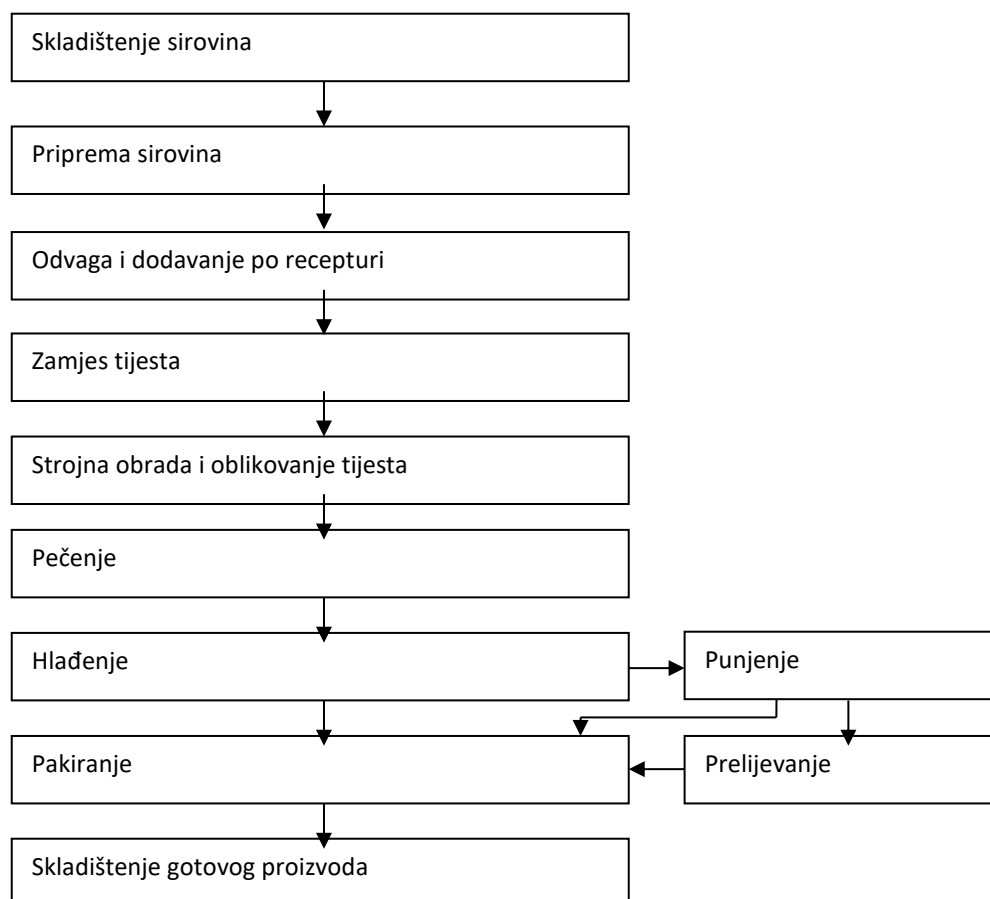 Skladištenje sirovina
Priprema sirovina
Odvaga i dodavanje po recepturi
Zamjes tijesta
Strojna obrada i oblikovanje tijesta
Pečenje
Hlađenje
Punjenje
Pakiranje
Prelijevanje
Skladištenje gotovog proizvoda